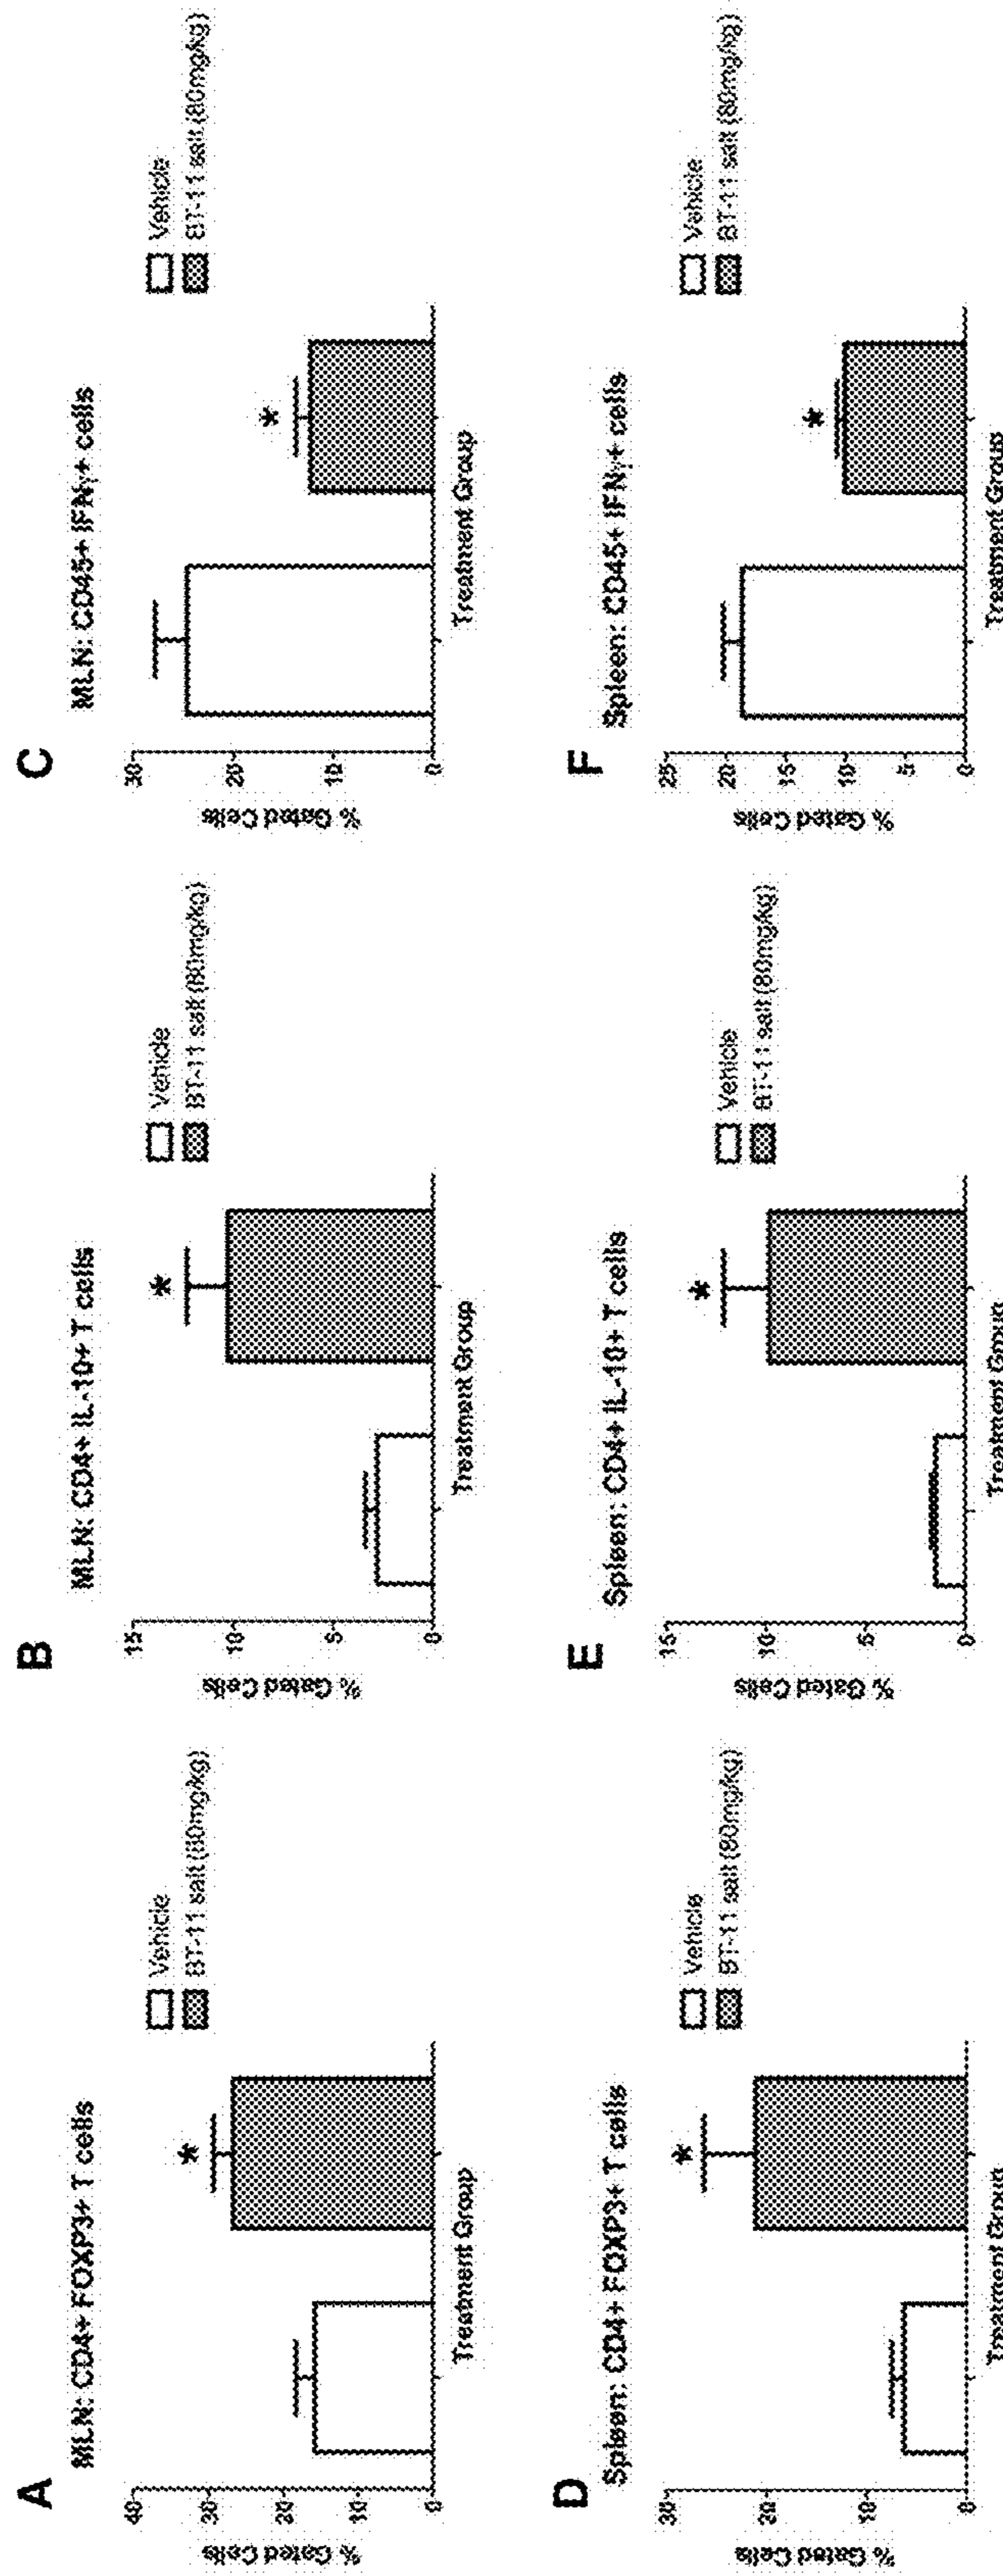 A
MLN: CD4+ FOXP3+ T cells
% Gated Cells
40
30
20
10
0
Treatment Group
Vehicle
BT-11 salt (80mg/kg)
B
MLN: CD4+ IL-10+ T cells
% Gated Cells
15
10
5
0
Treatment Group
Vehicle
BT-11 salt (80mg/kg)
C
MLN: CD45+ IFNγ+ cells
% Gated Cells
30
20
10
0
Treatment Group
Vehicle
BT-11 salt (80mg/kg)
D
Spleen: CD4+ FOXP3+ T cells
% Gated Cells
30
20
10
0
Treatment Group
Vehicle
BT-11 salt (80mg/kg)
E
Spleen: CD4+ IL-10+ T cells
% Gated Cells
15
10
5
0
Treatment Group
Vehicle
BT-11 salt (80mg/kg)
F
Spleen: CD45+ IFNγ+ cells
% Gated Cells
25
20
15
10
5
0
Treatment Group
Vehicle
BT-11 salt (80mg/kg)